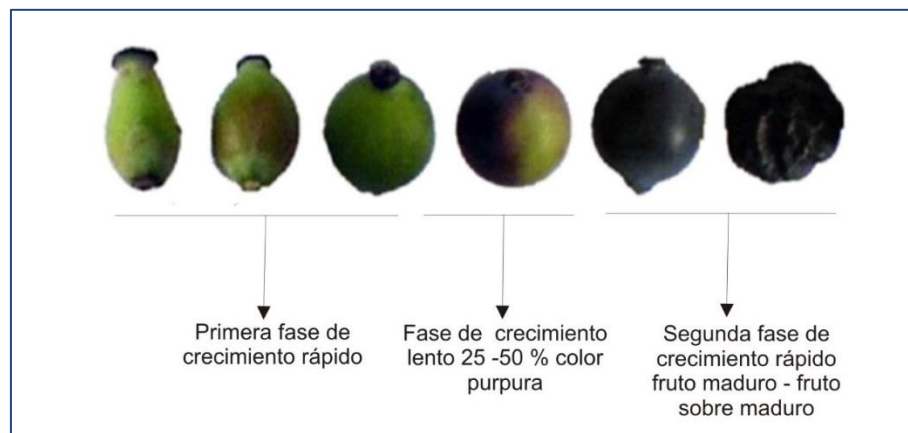 Primera fase de
crecimiento rápido
Fase de crecimiento
lento 25 -50 % color
purpura
Segunda fase de
crecimiento rápido
fruto maduro - fruto
sobre maduro